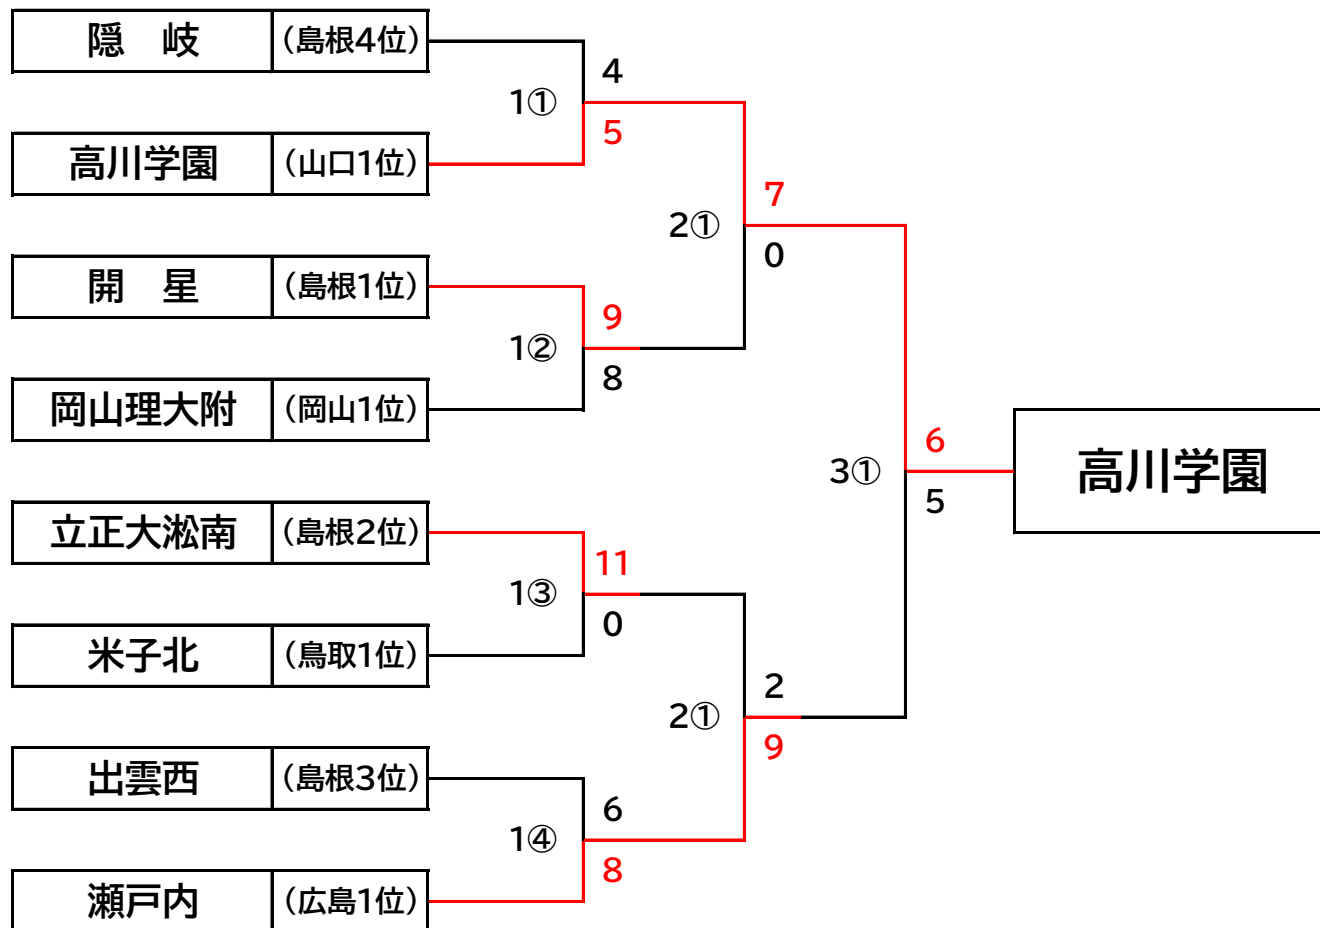 隠　岐 (島根4位)
4
1①
5
高川学園 (山口1位)
7
2①
0
開　星 (島根1位)
9
1②
8
岡山理大附 (岡山1位)
6
3①
5
高川学園
立正大淞南 (島根2位)
11
1③
0
米子北 (鳥取1位)
2
2①
9
出雲西 (島根3位)
6
1④
8
瀬戸内 (広島1位)